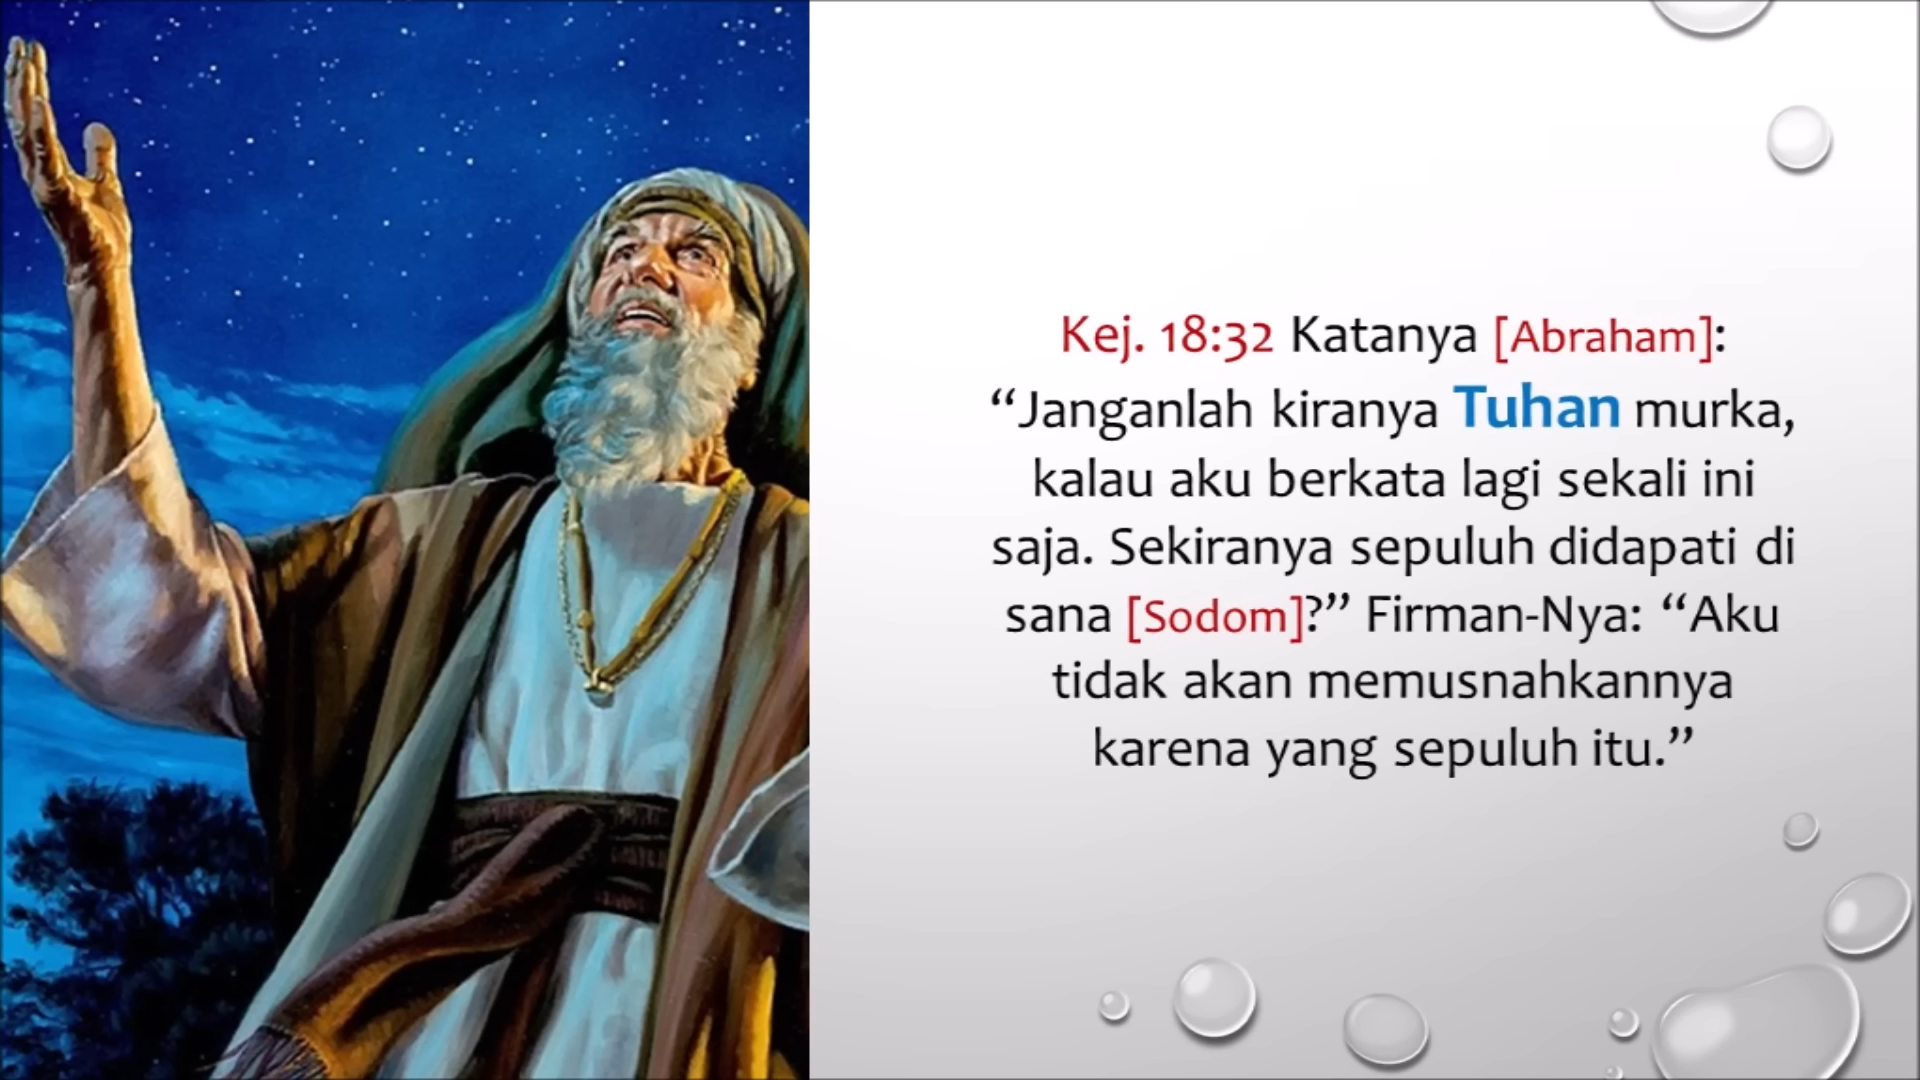 Kej. 18:32 Katanya [Abraham]:
“Janganlah kiranya Tuhan murka,
kalau aku berkata lagi sekali ini
saja. Sekiranya sepuluh didapati di
sana [Sodom]?” Firman-Nya: “Aku
tidak akan memusnahkannya
karena yang sepuluh itu.”